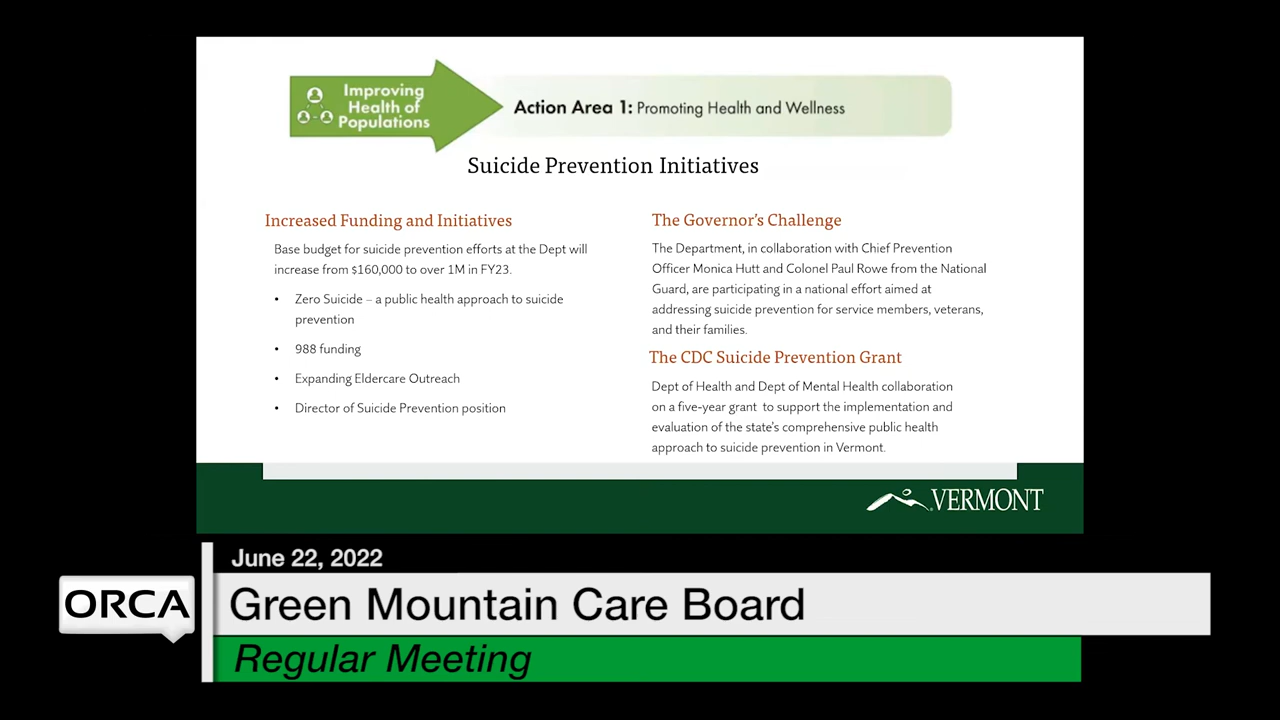 Improving
Health of
Populations
Action Area 1: Promoting Health and Wellness
Suicide Prevention Initiatives
Increased Funding and Initiatives
Base budget for suicide prevention efforts at the Dept will
increase from $160,000 to over 1M in FY23.
• Zero Suicide – a public health approach to suicide
prevention
• 988 funding
• Expanding Eldercare Outreach
• Director of Suicide Prevention position
The Governor's Challenge
The Department, in collaboration with Chief Prevention
Officer Monica Hutt and Colonel Paul Rowe from the National
Guard, are participating in a national effort aimed at
addressing suicide prevention for service members, veterans,
and their families.
The CDC Suicide Prevention Grant
Dept of Health and Dept of Mental Health collaboration
on a five-year grant to support the implementation and
evaluation of the state's comprehensive public health
approach to suicide prevention in Vermont.
VERMONT
June 22, 2022
ORCA
Green Mountain Care Board
Regular Meeting